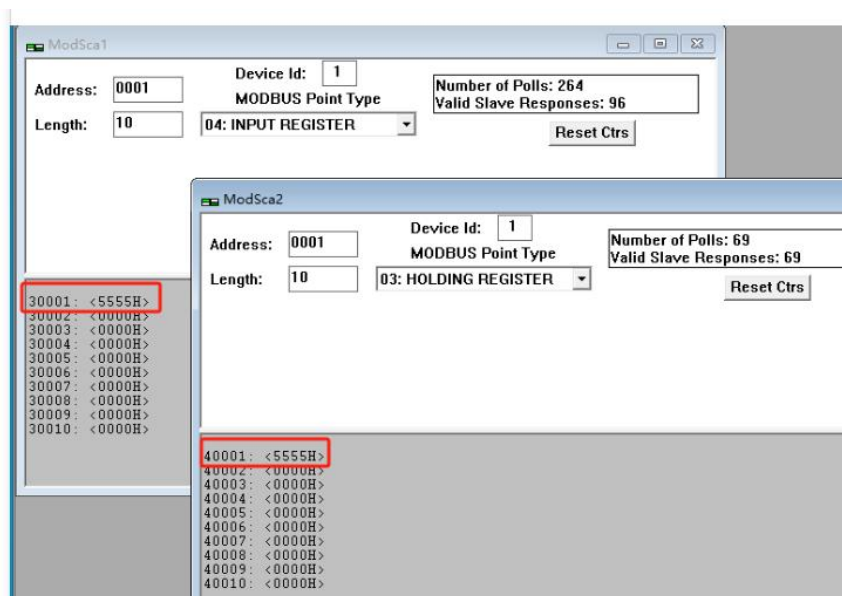 ModSca1
Address: 0001
Device Id: 1
MODBUS Point Type
Length: 10
04: INPUT REGISTER
Number of Polls: 264
Valid Slave Responses: 96
Reset Ctrs
30001: <5555H>
30002: <0000H>
30003: <0000H>
30004: <0000H>
30005: <0000H>
30006: <0000H>
30007: <0000H>
30008: <0000H>
30009: <0000H>
30010: <0000H>
ModSca2
Address: 0001
Device Id: 1
MODBUS Point Type
Length: 10
03: HOLDING REGISTER
Number of Polls: 69
Valid Slave Responses: 69
Reset Ctrs
40001: <5555H>
40002: <0000H>
40003: <0000H>
40004: <0000H>
40005: <0000H>
40006: <0000H>
40007: <0000H>
40008: <0000H>
40009: <0000H>
40010: <0000H>